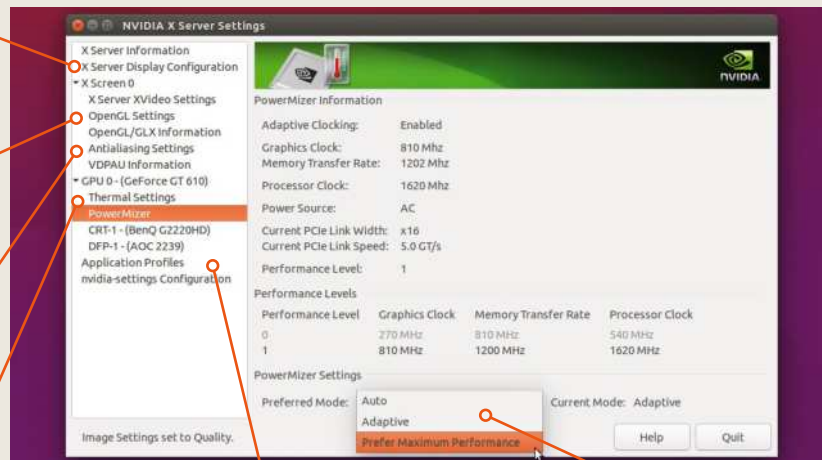 NVIDIA X Server Settings
X Server Information
X Server Display Configuration
X Screen 0
X Server XVideo Settings
OpenGL Settings
OpenGL/GLX Information
Antialiasing Settings
VDPAU Information
GPU 0 - (GeForce GT 610)
Thermal Settings
PowerMizer
CRT-1 - (BenQ G2220HD)
DFP-1 - (AOC 2239)
Application Profiles
nvidia-settings Configuration
Image Settings set to Quality.
NVIDIA
PowerMizer Information
Adaptive Clocking: Enabled
Graphics Clock: 810 Mhz
Memory Transfer Rate: 1202 Mhz
Processor Clock: 1620 Mhz
Power Source: AC
Current PCIe Link Width: x16
Current PCIe Link Speed: 5.0 GT/s
Performance Level: 1
Performance Levels
Performance Level Graphics Clock Memory Transfer Rate Processor Clock
0 270 MHz 810 MHz 540 MHz
1 810 MHz 1200 MHz 1620 MHz
PowerMizer Settings
Preferred Mode: Auto
Adaptive
Prefer Maximum Performance
Current Mode: Adaptive
Help Quit